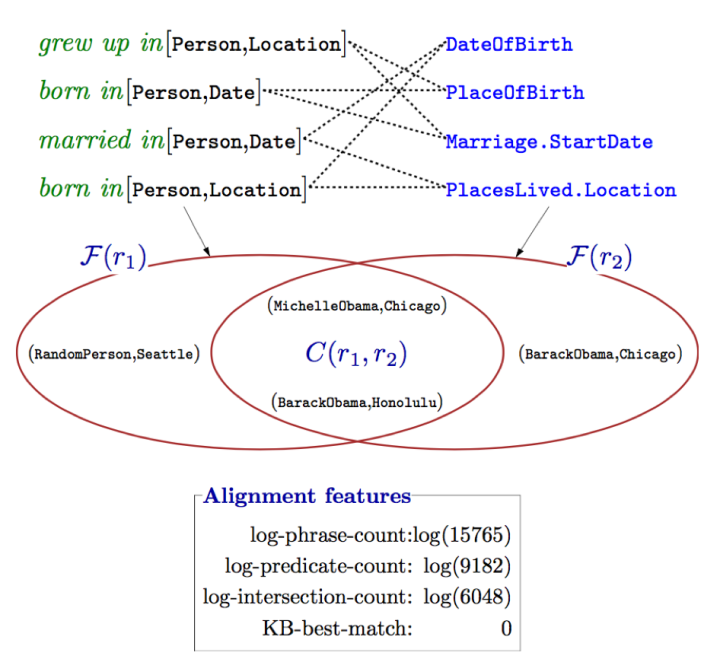 grew up in[Person,Location] DateOfBirth
born in[Person,Date] PlaceOfBirth
married in[Person,Date] Marriage.StartDate
born in[Person,Location] PlacesLived.Location
F(r₁) F(r₂)
(MichelleObama,Chicago)
(RandomPerson,Seattle) C(r₁, r₂) (BarackObama,Chicago)
(BarackObama,Honolulu)
Alignment features
log-phrase-count:log(15765)
log-predicate-count: log(9182)
log-intersection-count: log(6048)
KB-best-match: 0